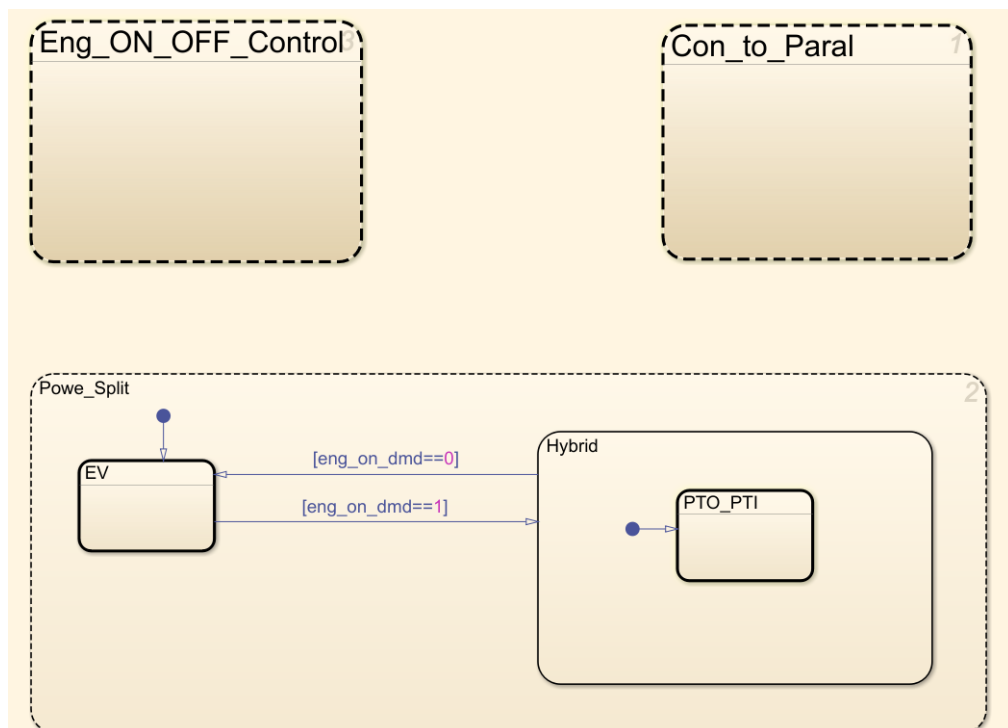 Eng_ON_OFF_Control 3
Con_to_Paral 1
Powe_Split 2
EV
[eng_on_dmd==0]
[eng_on_dmd==1]
Hybrid
PTO_PTI